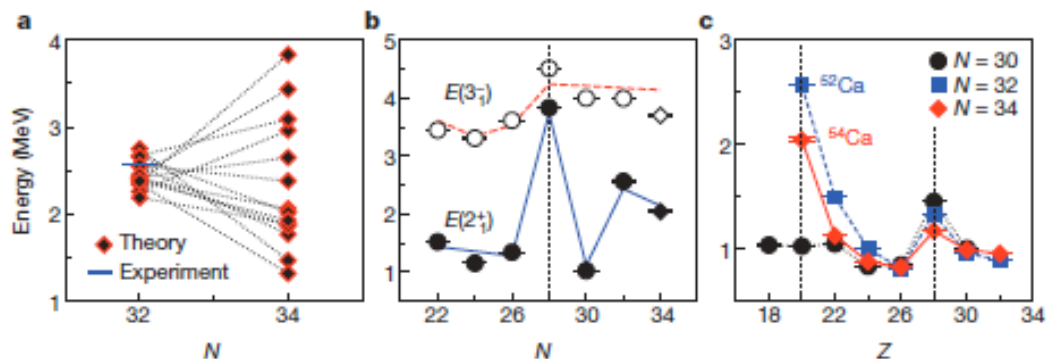 a
Energy (MeV)
4
3
2
1
Theory
Experiment
32
34
N
b
5
4
3
2
1
E(3⁻₁)
E(2⁺₁)
22
26
30
34
N
c
3
2
1
⁵²Ca
⁵⁴Ca
N = 30
N = 32
N = 34
18
22
26
30
34
Z